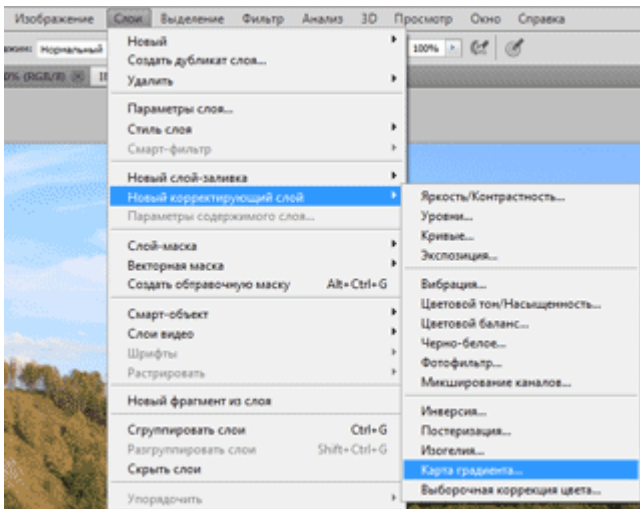 Изображение Слои Выделение Фильтр Анализ 3D Просмотр Окно Справка
Нормальный 100%
0% (RGB/8)
Новый
Создать дубликат слоя...
Удалить
Параметры слоя...
Стиль слоя
Смарт-фильтр
Новый слой-заливка
Новый корректирующий слой
Параметры содержимого слоя...
Слой-маска
Векторная маска
Создать обтравочную маску Alt+Ctrl+G
Смарт-объект
Слои видео
Шрифты
Растрировать
Новый фрагмент из слоя
Сгруппировать слои Ctrl+G
Разгруппировать слои Shift+Ctrl+G
Скрыть слои
Упорядочить
Яркость/Контрастность...
Уровни...
Кривые...
Экспозиция...
Вибрация...
Цветовой тон/Насыщенность...
Цветовой баланс...
Черно-белое...
Фотофильтр...
Микширование каналов...
Инверсия...
Постеризация...
Изогелия...
Карта градиента...
Выборочная коррекция цвета...